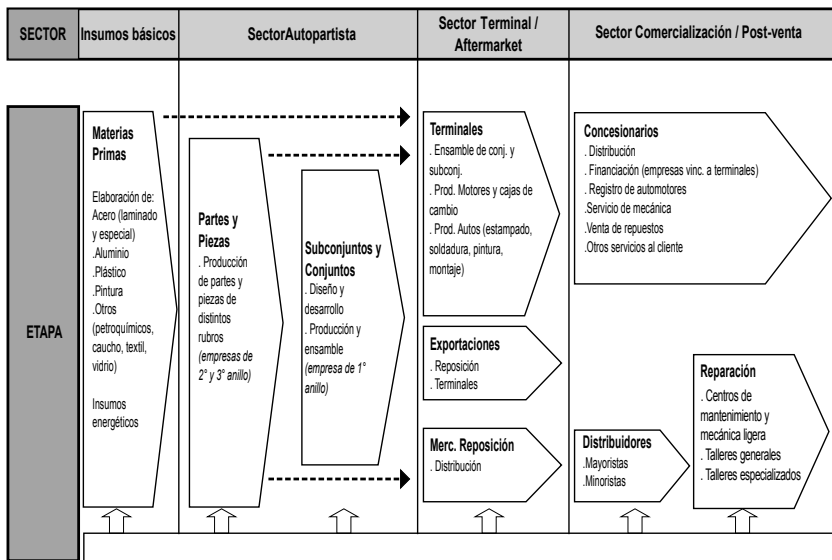 SECTOR
Insumos básicos
SectorAutopartista
Sector Terminal /
Aftermarket
Sector Comercialización / Post-venta
ETAPA
Materias
Primas
Elaboración de:
Acero (laminado
y especial)
.Aluminio
.Plástico
.Pintura
.Otros
(petroquímicos,
caucho, textil,
vidrio)
Insumos
energéticos
Partes y
Piezas
. Producción
de partes y
piezas de
distintos
rubros
(empresas de
2° y 3° anillo)
Subconjuntos y
Conjuntos
. Diseño y
desarrollo
. Producción y
ensamble
(empresa de 1°
anillo)
Terminales
. Ensamble de conj. y
subconj.
. Prod. Motores y cajas de
cambio
. Prod. Autos (estampado,
soldadura, pintura,
montaje)
Exportaciones
. Reposición
. Terminales
Merc. Reposición
. Distribución
Concesionarios
. Distribución
. Financiación (empresas vinc. a terminales)
. Registro de automotores
.Servicio de mecánica
.Venta de repuestos
.Otros servicios al cliente
Distribuidores
.Mayoristas
.Minoristas
Reparación
. Centros de
mantenimiento y
mecánica ligera
. Talleres generales
. Talleres especializados